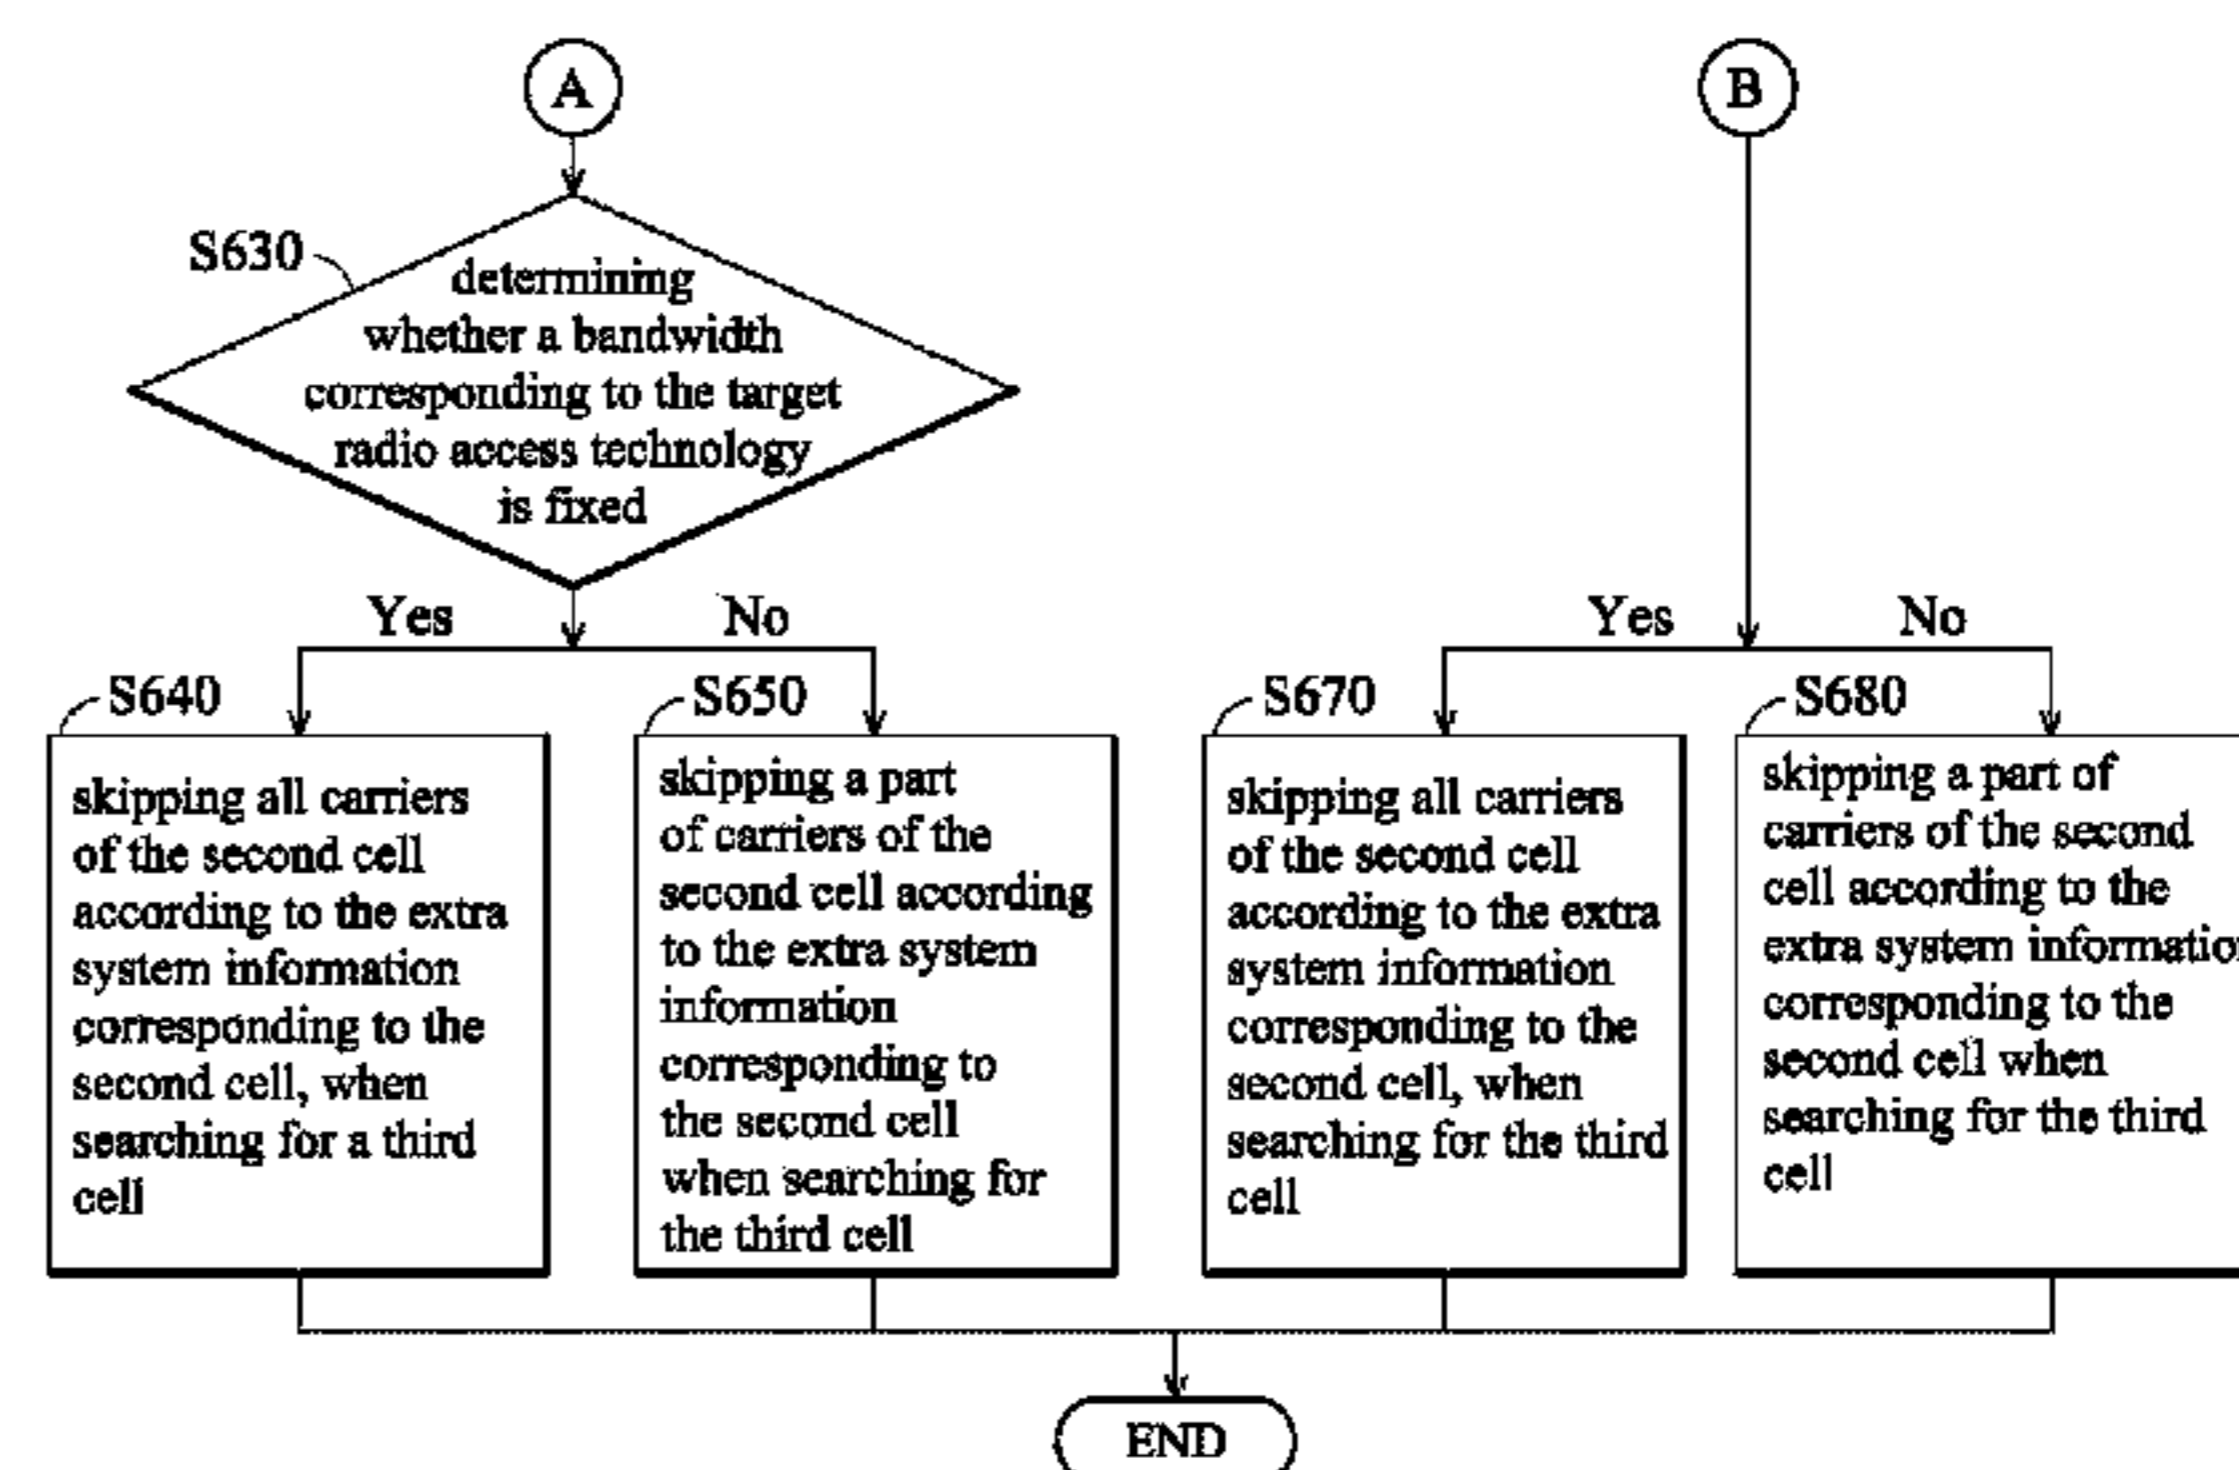 A
B
S630
determining
whether a bandwidth
corresponding to the target
radio access technology
is fixed
Yes
No
Yes
No
S640
S650
S670
S680
skipping all carriers
of the second cell
according to the extra
system information
corresponding to the
second cell, when
searching for a third
cell
skipping a part
of carriers of the
second cell according
to the extra system
information
corresponding to
the second cell
when searching for
the third cell
skipping all carriers
of the second cell
according to the extra
system information
corresponding to the
second cell, when
searching for the third
cell
skipping a part of
carriers of the second
cell according to the
extra system informatio
corresponding to the
second cell when
searching for the third
cell
END